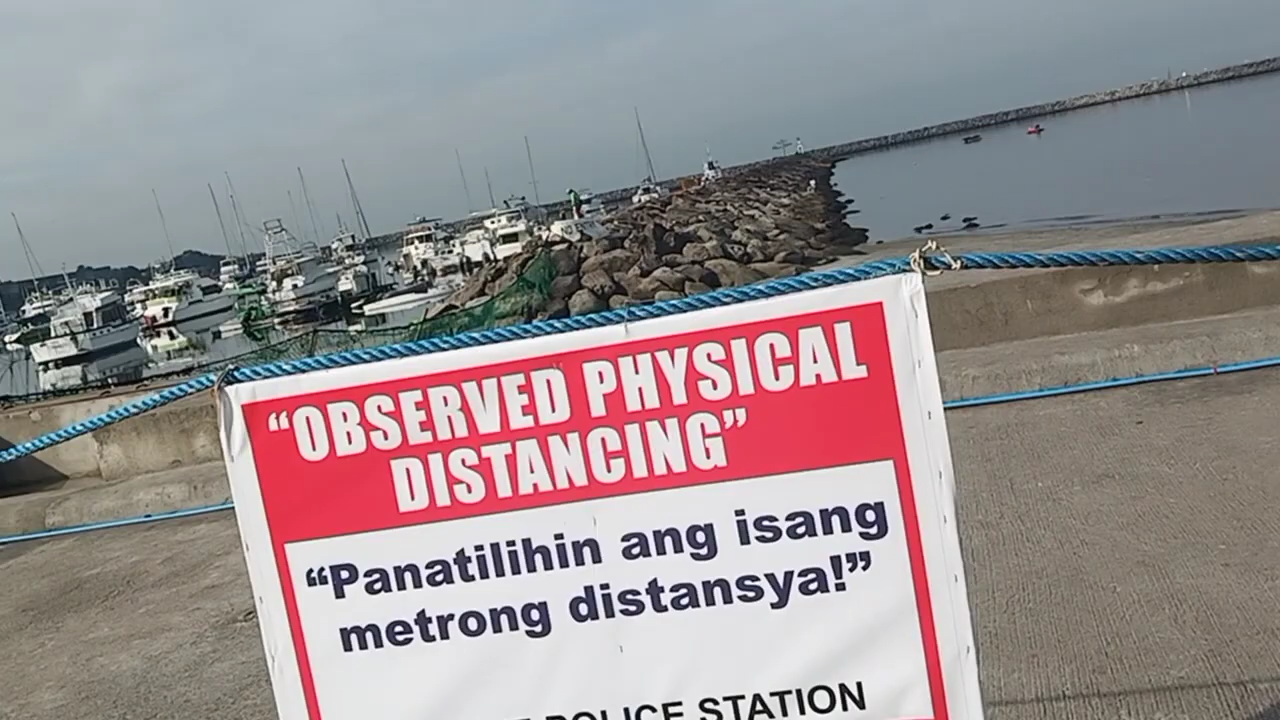 “OBSERVED PHYSICAL
DISTANCING”
“Panatilihin ang isang
metrong distansya!”
POLICE STATION